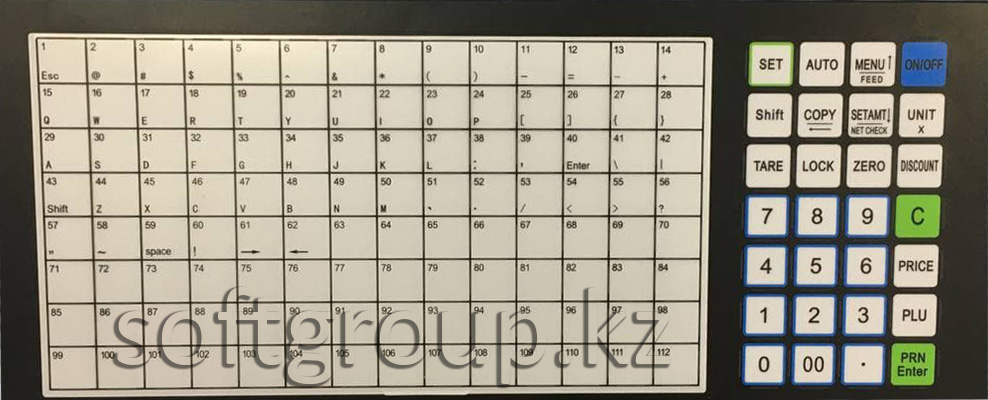 1 2 3 4 5 6 7 8 9 10 11 12 13 14
Esc @ # $ % ^ & * ( ) – = – +
15 16 17 18 19 20 21 22 23 24 25 26 27 28
Q W E R T Y U I O P [ ] { }
29 30 31 32 33 34 35 36 37 38 39 40 41 42
A S D F G H J K L : , Enter \ |
43 44 45 46 47 48 49 50 51 52 53 54 55 56
Shift Z X C V B N M . . / < > ?
57 58 59 60 61 62 63 64 65 66 67 68 69 70
" ~ space ! → ←
71 72 73 74 75 76 77 78 79 80 81 82 83 84
85 86 87 88 89 90 91 92 93 94 95 96 97 98
99 100 101 102 103 104 105 106 107 108 109 110 111 112
softgroup.kz
SET AUTO MENU↑ ON/OFF
FEED
Shift COPY SETAMT↓ UNIT
← NET CHECK X
TARE LOCK ZERO DISCOUNT
7 8 9 C
4 5 6 PRICE
1 2 3 PLU
0 00 . PRN
Enter